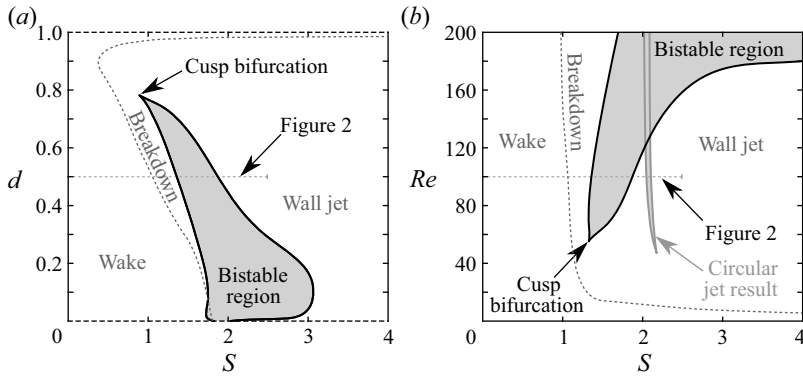 (a)
1.0
0.8
0.6
0.4
0.2
0
d
Cusp bifurcation
Breakdown
Figure 2
Wall jet
Wake
Bistable
region
0
1
2
3
4
S
(b)
200
160
120
80
40
0
Re
Bistable region
Breakdown
Wake
Wall jet
Figure 2
Cusp
bifurcation
Circular
jet result
0
1
2
3
4
S